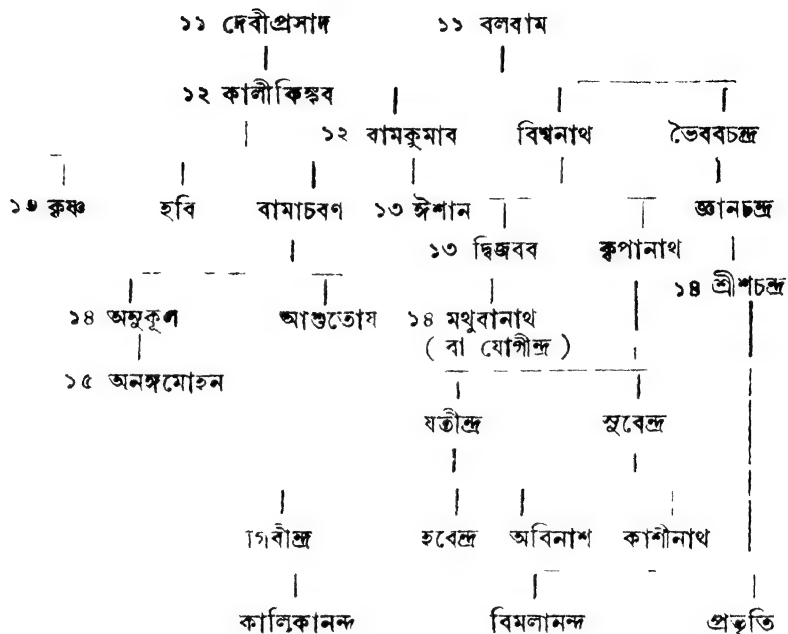 ১১ দেবীপ্রসাদ ১১ বলবাম
১২ কালীকিঙ্কব
১২ বামকুমাব বিশ্বনাথ ভৈববচন্দ্র
১৩ কৃষ্ণ হবি বামাচবণ ১৩ ঈশান জ্ঞানচন্দ্র
১৩ দ্বিজবব কৃপানাথ
১৪ শ্রীশচন্দ্র
১৪ অনুকূল আশুতোষ ১৪ মথুবানাথ
( বা যোগীন্দ্র )
১৫ অনঙ্গমোহন
যতীন্দ্র সুবেন্দ্র
গিবীন্দ্র হবেন্দ্র অবিনাশ কাশীনাথ
কালিকানন্দ বিমলানন্দ প্রভৃতি